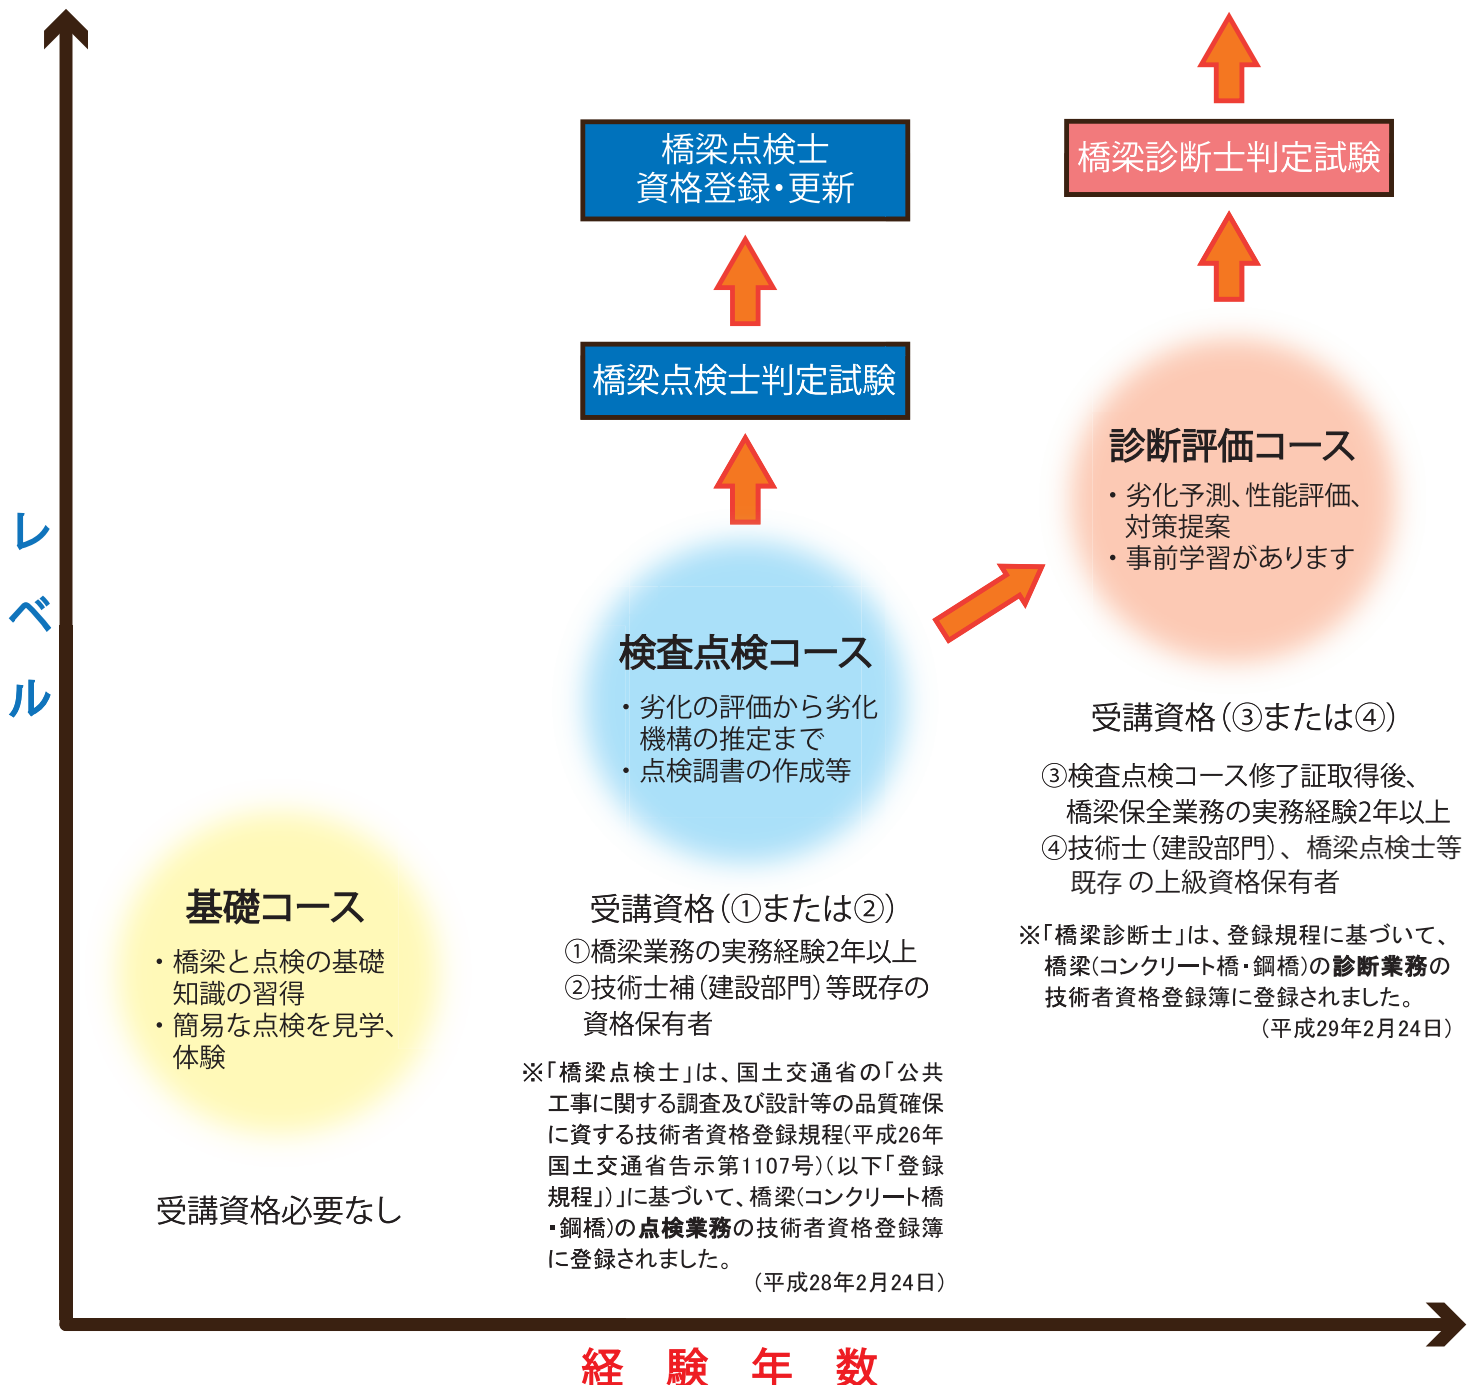 レベル
基礎コース
・橋梁と点検の基礎
知識の習得
・簡易な点検を見学、
体験
受講資格必要なし
橋梁点検士
資格登録・更新
橋梁点検士判定試験
検査点検コース
・劣化の評価から劣化
機構の推定まで
・点検調書の作成等
受講資格(①または②)
①橋梁業務の実務経験2年以上
②技術士補(建設部門)等既存の
資格保有者
※「橋梁点検士」は、国土交通省の「公共
工事に関する調査及び設計等の品質確保
に資する技術者資格登録規程(平成26年
国土交通省告示第1107号)(以下「登録
規程」)」に基づいて、橋梁(コンクリート橋
・鋼橋)の点検業務の技術者資格登録簿
に登録されました。
(平成28年2月24日)
橋梁診断士判定試験
診断評価コース
・劣化予測、性能評価、
対策提案
・事前学習があります
受講資格(③または④)
③検査点検コース修了証取得後、
橋梁保全業務の実務経験2年以上
④技術士(建設部門)、橋梁点検士等
既存の上級資格保有者
※「橋梁診断士」は、登録規程に基づいて、
橋梁(コンクリート橋・鋼橋)の診断業務の
技術者資格登録簿に登録されました。
(平成29年2月24日)
経験年数